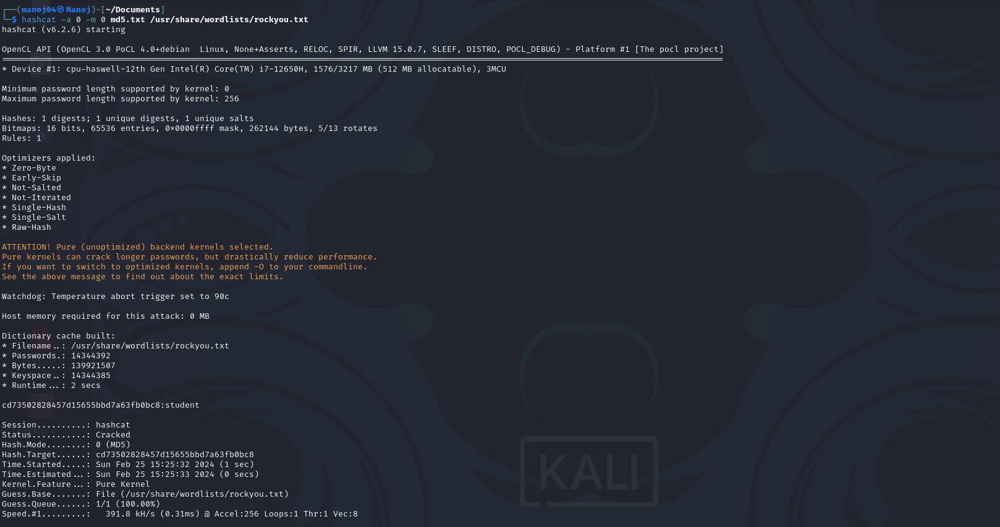 ┌──(manoj04㉿Manoj)-[~/Documents]
└─$ hashcat -a 0 -m 0 md5.txt /usr/share/wordlists/rockyou.txt
hashcat (v6.2.6) starting
OpenCL API (OpenCL 3.0 PoCL 4.0+debian  Linux, None+Asserts, RELOC, SPIR, LLVM 15.0.7, SLEEF, DISTRO, POCL_DEBUG) - Platform #1 [The pocl project]
==================================================================================================================================================
* Device #1: cpu-haswell-12th Gen Intel(R) Core(TM) i7-12650H, 1576/3217 MB (512 MB allocatable), 3MCU
Minimum password length supported by kernel: 0
Maximum password length supported by kernel: 256
Hashes: 1 digests; 1 unique digests, 1 unique salts
Bitmaps: 16 bits, 65536 entries, 0x0000ffff mask, 262144 bytes, 5/13 rotates
Rules: 1
Optimizers applied:
* Zero-Byte
* Early-Skip
* Not-Salted
* Not-Iterated
* Single-Hash
* Single-Salt
* Raw-Hash
ATTENTION! Pure (unoptimized) backend kernels selected.
Pure kernels can crack longer passwords, but drastically reduce performance.
If you want to switch to optimized kernels, append -O to your commandline.
See the above message to find out about the exact limits.
Watchdog: Temperature abort trigger set to 90c
Host memory required for this attack: 0 MB
Dictionary cache built:
* Filename..: /usr/share/wordlists/rockyou.txt
* Passwords.: 14344392
* Bytes.....: 139921507
* Keyspace..: 14344385
* Runtime...: 2 secs
cd73502828457d15655bbd7a63fb0bc8:student
Session..........: hashcat
Status...........: Cracked
Hash.Mode........: 0 (MD5)
Hash.Target......: cd73502828457d15655bbd7a63fb0bc8
Time.Started.....: Sun Feb 25 15:25:32 2024 (1 sec)
Time.Estimated...: Sun Feb 25 15:25:33 2024 (0 secs)
Kernel.Feature...: Pure Kernel
Guess.Base.......: File (/usr/share/wordlists/rockyou.txt)
Guess.Queue......: 1/1 (100.00%)
Speed.#1.........:   391.8 kH/s (0.31ms) @ Accel:256 Loops:1 Thr:1 Vec:8
KALI